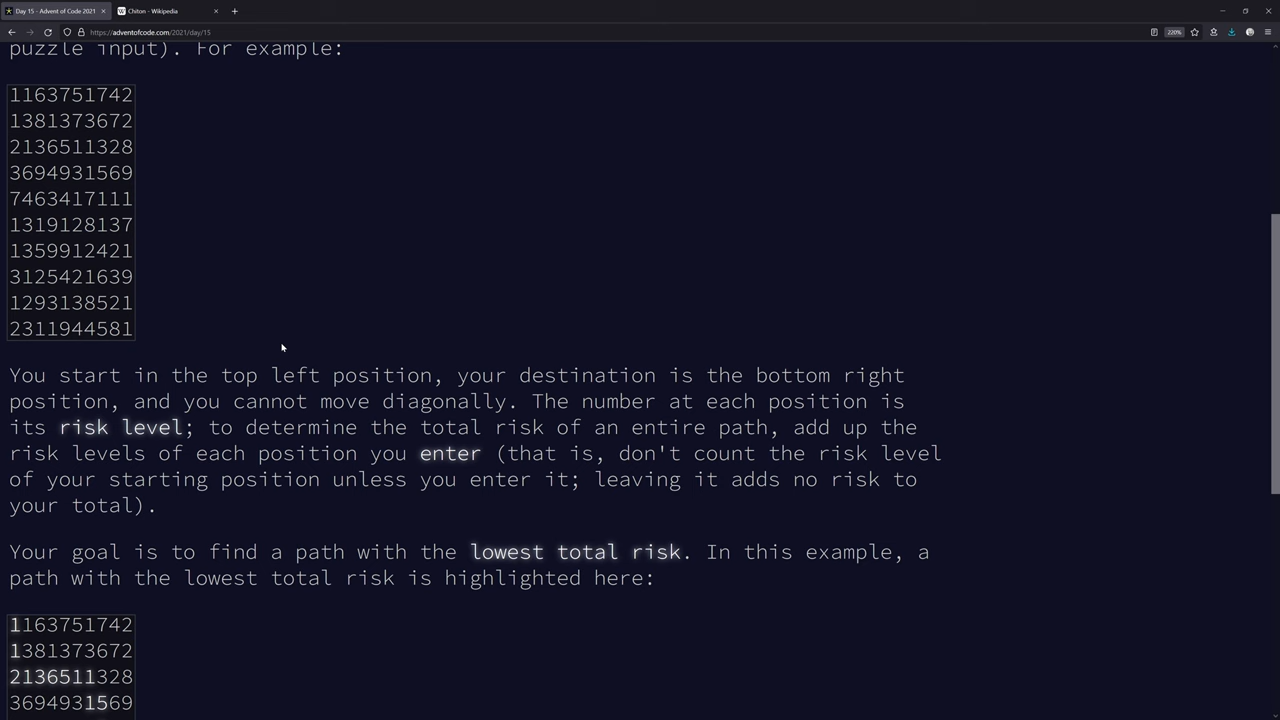 Day 15 - Advent of Code 2021
Chiton - Wikipedia
https://adventofcode.com/2021/day/15
220%
puzzle input). For example:
1163751742
1381373672
2136511328
3694931569
7463417111
1319128137
1359912421
3125421639
1293138521
2311944581
You start in the top left position, your destination is the bottom right
position, and you cannot move diagonally. The number at each position is
its risk level; to determine the total risk of an entire path, add up the
risk levels of each position you enter (that is, don't count the risk level
of your starting position unless you enter it; leaving it adds no risk to
your total).
Your goal is to find a path with the lowest total risk. In this example, a
path with the lowest total risk is highlighted here:
1163751742
1381373672
2136511328
3694931569